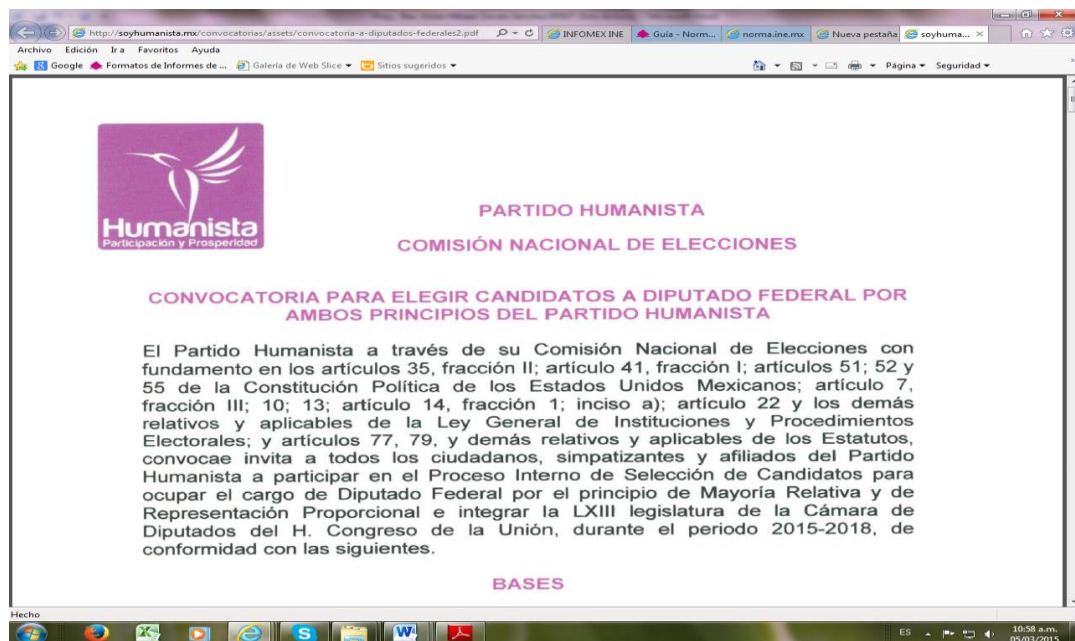 http://soyhumanista.mx/convocatorias/assets/convocatoria-a-diputados-federales2.pdf
INFOMEX INE
Guía - Norm...
norma.ine.mx
Nueva pestaña
soyhuma...
Archivo Edición Ir a Favoritos Ayuda
Google Formatos de Informes de ... Galería de Web Slice Sitios sugeridos
Página Seguridad
Humanista
Participación y Prosperidad
PARTIDO HUMANISTA
COMISIÓN NACIONAL DE ELECCIONES
CONVOCATORIA PARA ELEGIR CANDIDATOS A DIPUTADO FEDERAL POR
AMBOS PRINCIPIOS DEL PARTIDO HUMANISTA
El Partido Humanista a través de su Comisión Nacional de Elecciones con
fundamento en los artículos 35, fracción II; artículo 41, fracción I; artículos 51; 52 y
55 de la Constitución Política de los Estados Unidos Mexicanos; artículo 7,
fracción III; 10; 13; artículo 14, fracción 1; inciso a); artículo 22 y los demás
relativos y aplicables de la Ley General de Instituciones y Procedimientos
Electorales; y artículos 77, 79, y demás relativos y aplicables de los Estatutos,
convocae invita a todos los ciudadanos, simpatizantes y afiliados del Partido
Humanista a participar en el Proceso Interno de Selección de Candidatos para
ocupar el cargo de Diputado Federal por el principio de Mayoría Relativa y de
Representación Proporcional e integrar la LXIII legislatura de la Cámara de
Diputados del H. Congreso de la Unión, durante el periodo 2015-2018, de
conformidad con las siguientes.
BASES
Hecho
ES
10:58 a.m.
05/03/2015